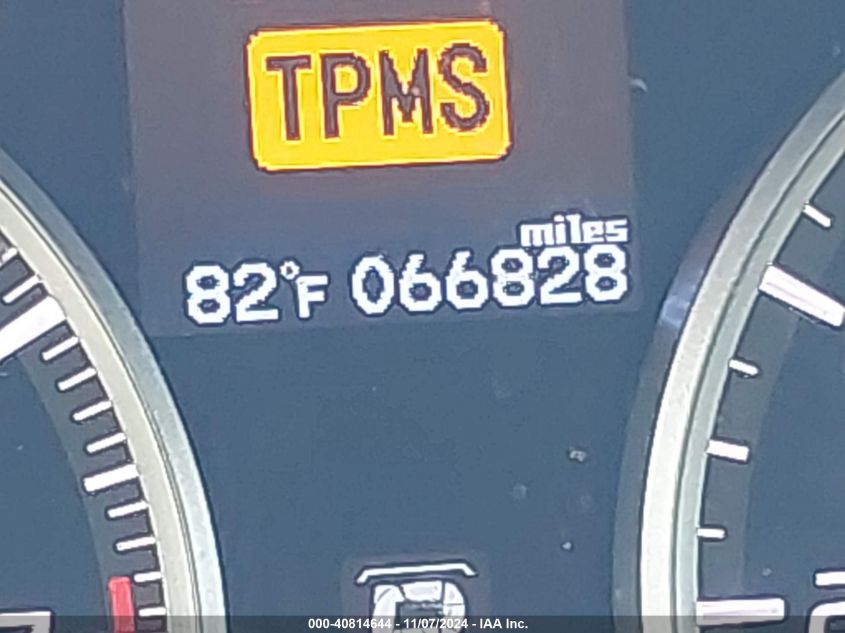 TPMS
miles
82°F 066828
000-40814644 - 11/07/2024 - IAA Inc.